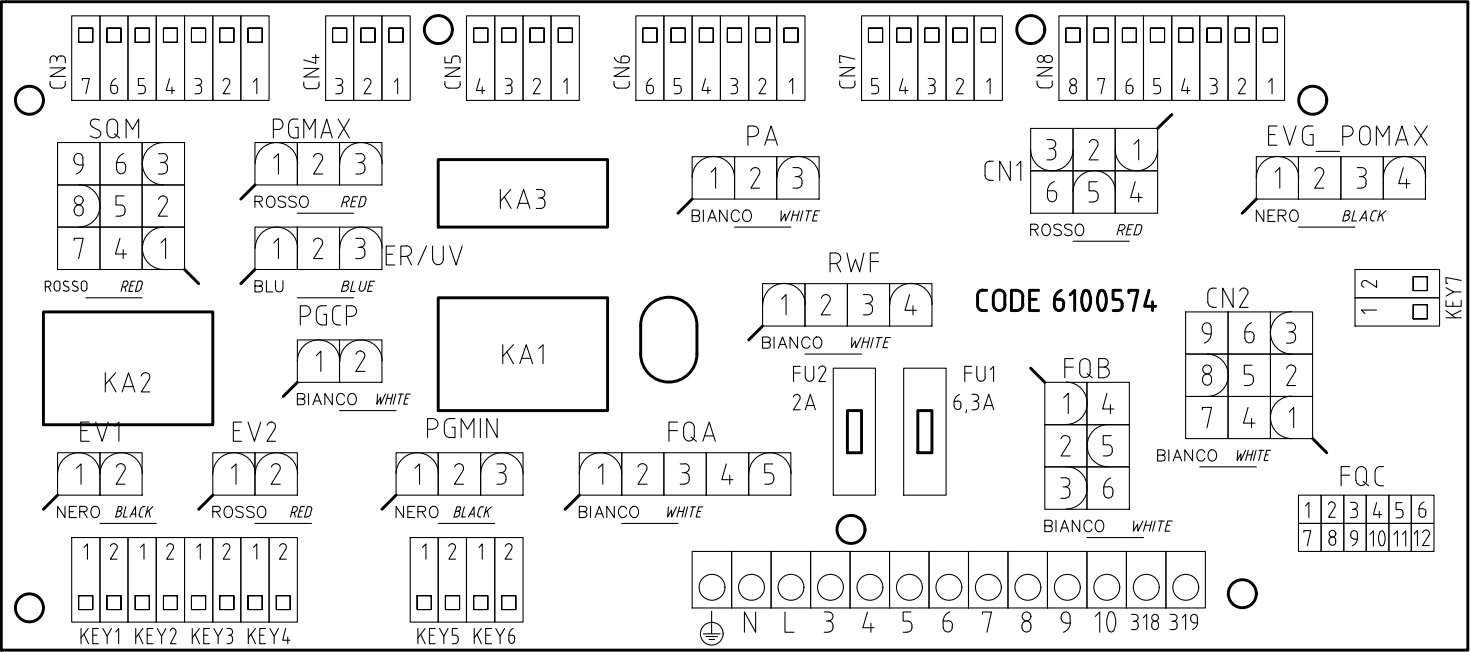 CN3
7 6 5 4 3 2 1
CN4
3 2 1
CN5
4 3 2 1
CN6
6 5 4 3 2 1
CN7
5 4 3 2 1
CN8
8 7 6 5 4 3 2 1
SQM
9 6 3
8 5 2
7 4 1
ROSSO RED
PGMAX
1 2 3
ROSSO RED
1 2 3
ER/UV
BLU BLUE
KA3
PA
1 2 3
BIANCO WHITE
CN1
3 2 1
6 5 4
ROSSO RED
EVG_POMAX
1 2 3 4
NERO BLACK
RWF
1 2 3 4
BIANCO WHITE
CODE 6100574
2
1
KEY7
CN2
9 6 3
8 5 2
7 4 1
BIANCO WHITE
KA2
PGCP
1 2
BIANCO WHITE
KA1
FU2
2A
FU1
6,3A
FQB
1 4
2 5
3 6
BIANCO WHITE
EV1
1 2
NERO BLACK
EV2
1 2
ROSSO RED
PGMIN
1 2 3
NERO BLACK
FQA
1 2 3 4 5
BIANCO WHITE
FQC
1 2 3 4 5 6
7 8 9 10 11 12
1 2 1 2 1 2 1 2
KEY1 KEY2 KEY3 KEY4
1 2 1 2
KEY5 KEY6
N L 3 4 5 6 7 8 9 10 318 319